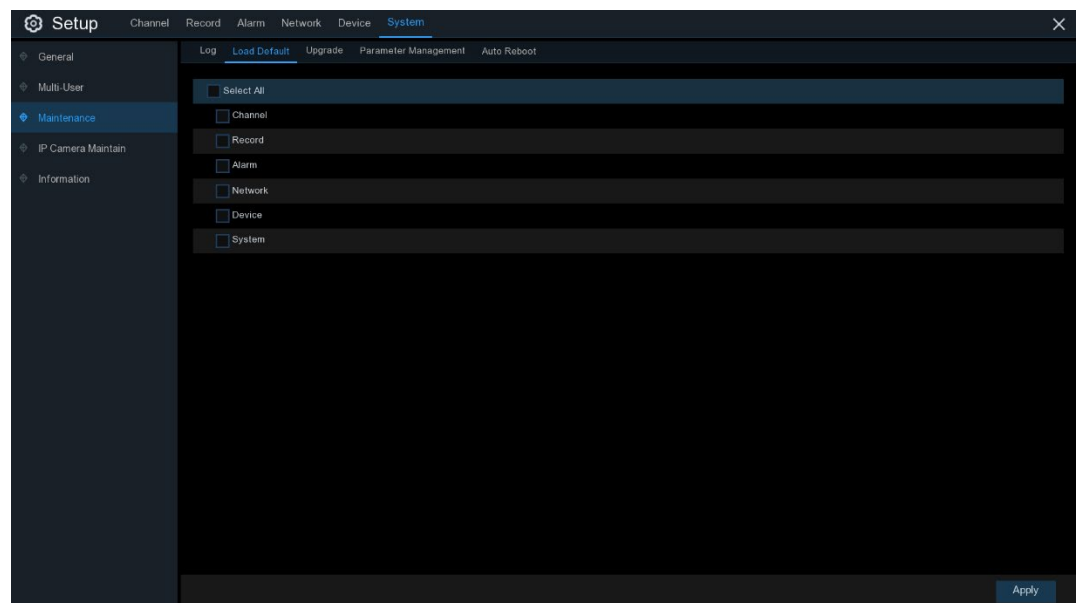 Setup Channel Record Alarm Network Device System
General
Multi-User
Maintenance
IP Camera Maintain
Information
Log Load Default Upgrade Parameter Management Auto Reboot
Select All
Channel
Record
Alarm
Network
Device
System
Apply